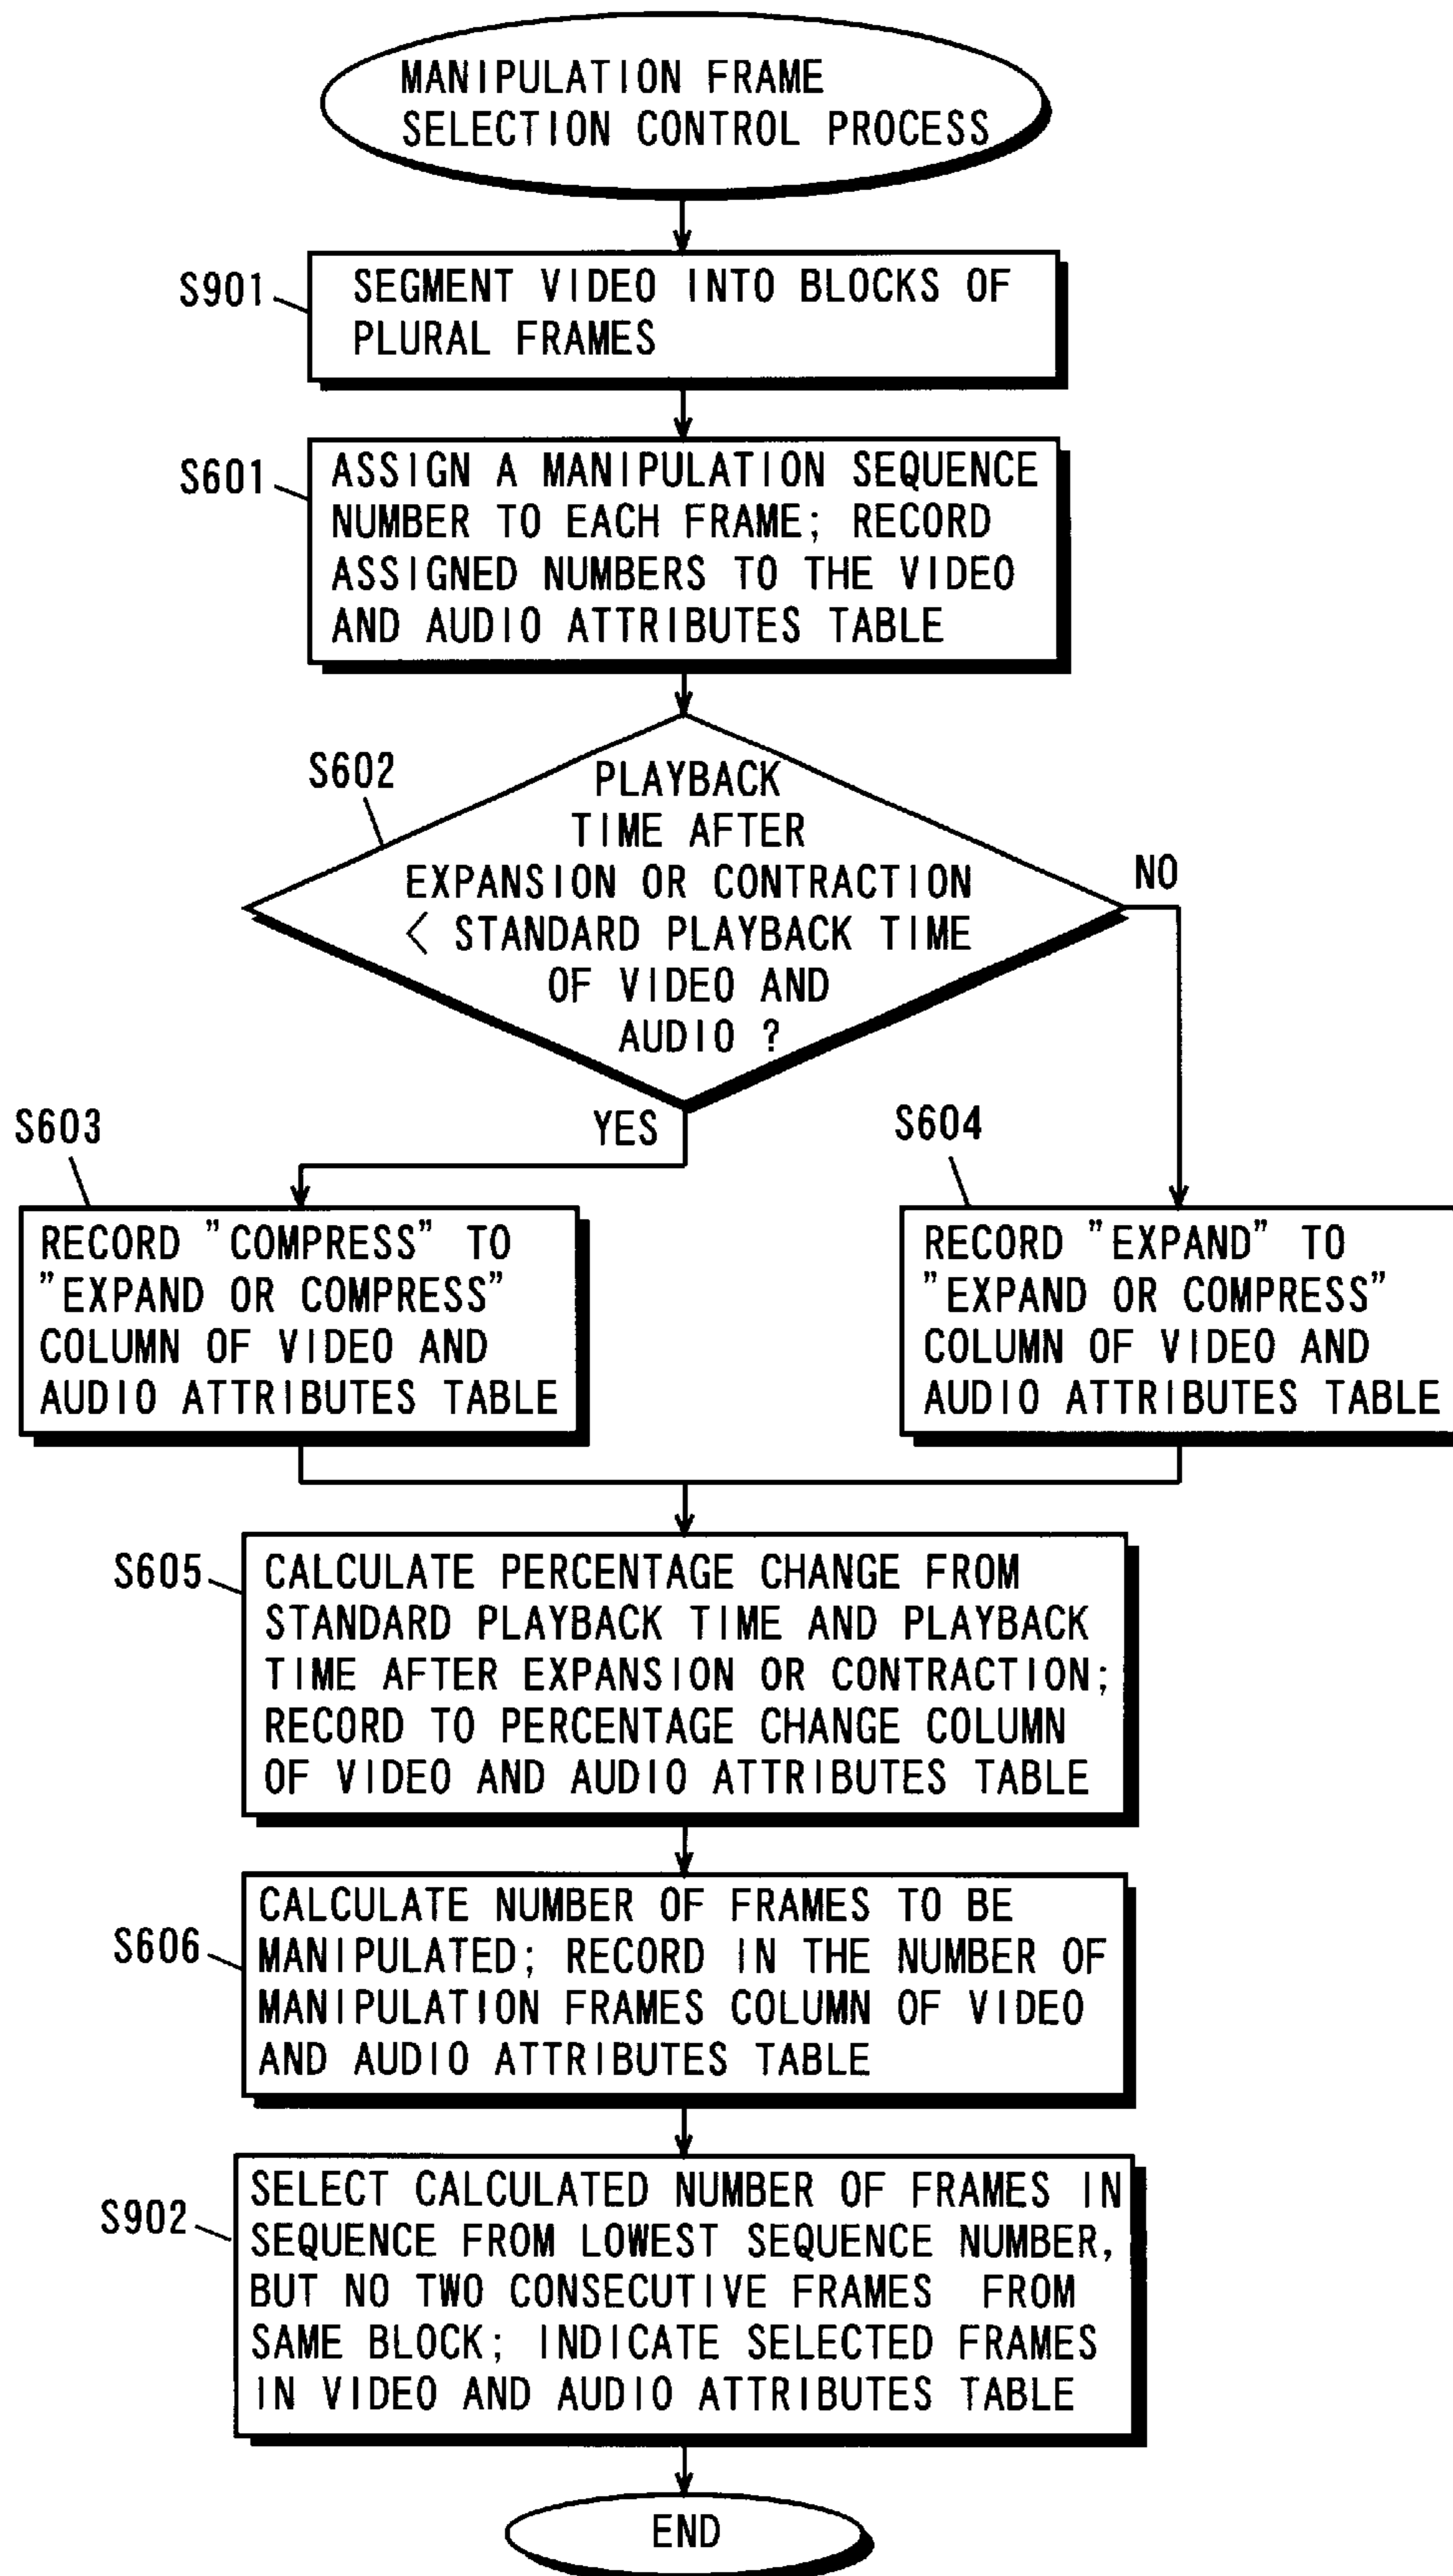 MANIPULATION FRAME
SELECTION CONTROL PROCESS
S901
SEGMENT VIDEO INTO BLOCKS OF
PLURAL FRAMES
S601
ASSIGN A MANIPULATION SEQUENCE
NUMBER TO EACH FRAME; RECORD
ASSIGNED NUMBERS TO THE VIDEO
AND AUDIO ATTRIBUTES TABLE
S602
PLAYBACK
TIME AFTER
EXPANSION OR CONTRACTION
< STANDARD PLAYBACK TIME
OF VIDEO AND
AUDIO ?
NO
YES
S603
RECORD "COMPRESS" TO
"EXPAND OR COMPRESS"
COLUMN OF VIDEO AND
AUDIO ATTRIBUTES TABLE
S604
RECORD "EXPAND" TO
"EXPAND OR COMPRESS"
COLUMN OF VIDEO AND
AUDIO ATTRIBUTES TABLE
S605
CALCULATE PERCENTAGE CHANGE FROM
STANDARD PLAYBACK TIME AND PLAYBACK
TIME AFTER EXPANSION OR CONTRACTION;
RECORD TO PERCENTAGE CHANGE COLUMN
OF VIDEO AND AUDIO ATTRIBUTES TABLE
S606
CALCULATE NUMBER OF FRAMES TO BE
MANIPULATED; RECORD IN THE NUMBER OF
MANIPULATION FRAMES COLUMN OF VIDEO
AND AUDIO ATTRIBUTES TABLE
S902
SELECT CALCULATED NUMBER OF FRAMES IN
SEQUENCE FROM LOWEST SEQUENCE NUMBER,
BUT NO TWO CONSECUTIVE FRAMES FROM
SAME BLOCK; INDICATE SELECTED FRAMES
IN VIDEO AND AUDIO ATTRIBUTES TABLE
END